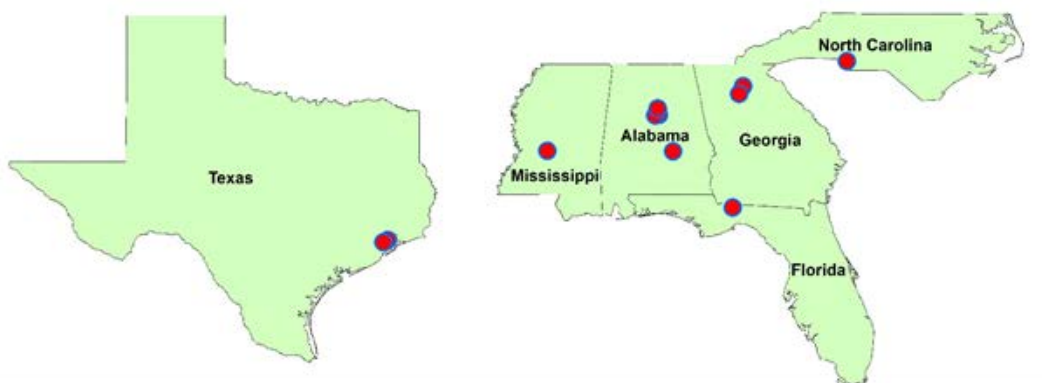 North Carolina
Alabama
Georgia
Texas
Mississippi
Florida